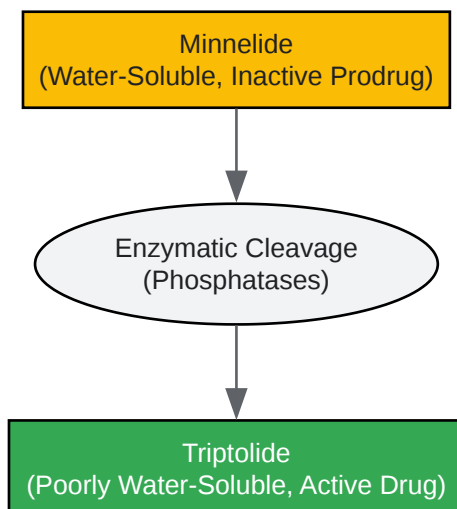 Minnelide
(Water-Soluble, Inactive Prodrug)
Enzymatic Cleavage
(Phosphatases)
Triptolide
(Poorly Water-Soluble, Active Drug)